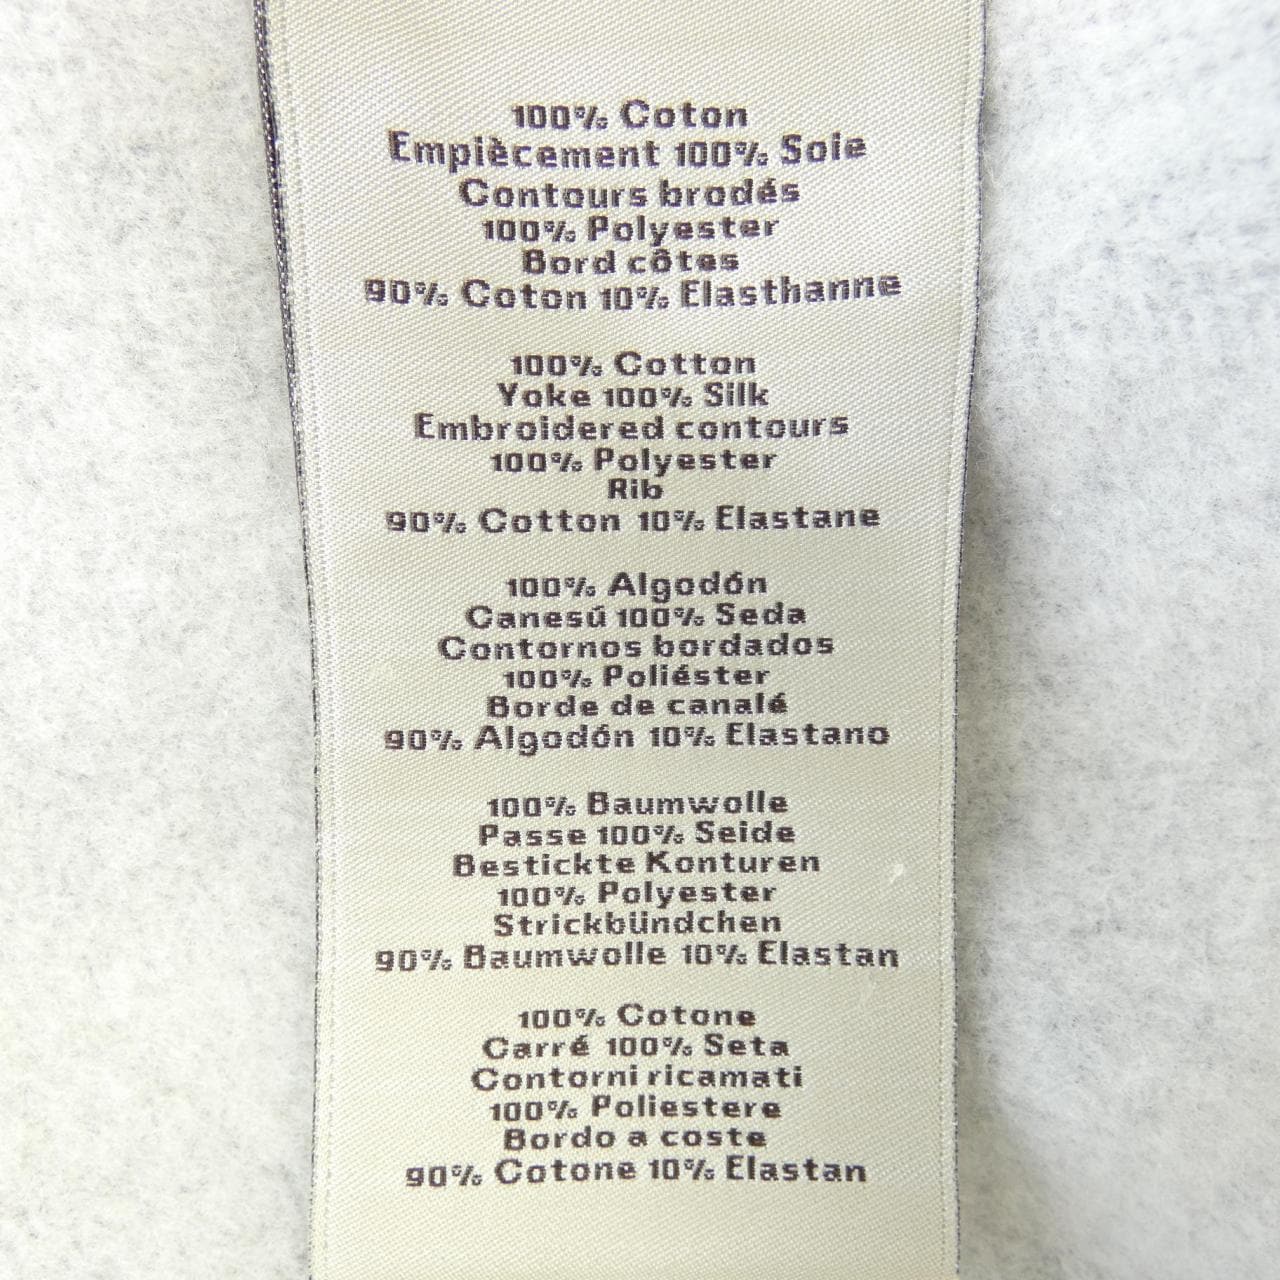 100% Coton
Empiècement 100% Soie
Contours brodés
100% Polyester
Bord côtes
90% Coton 10% Elasthanne
100% Cotton
Yoke 100% Silk
Embroidered contours
100% Polyester
Rib
90% Cotton 10% Elastane
100% Algodón
Canesú 100% Seda
Contornos bordados
100% Poliéster
Borde de canalé
90% Algodón 10% Elastano
100% Baumwolle
Passe 100% Seide
Bestickte Konturen
100% Polyester
Strickbündchen
90% Baumwolle 10% Elastan
100% Cotone
Carré 100% Seta
Contorni ricamati
100% Poliestere
Bordo a coste
90% Cotone 10% Elastan